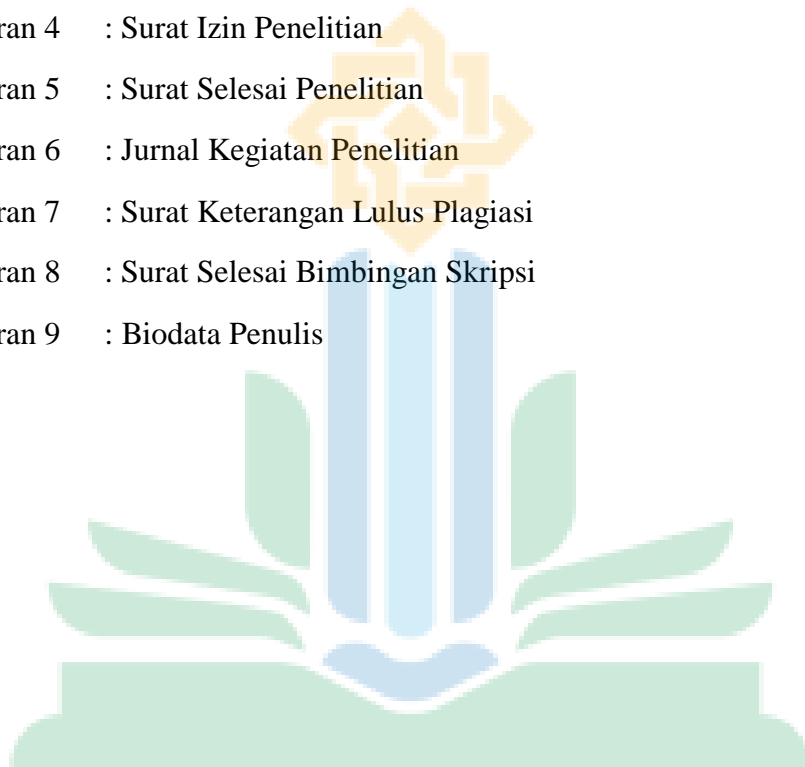 ran 4 : Surat Izin Penelitian
ran 5 : Surat Selesai Penelitian
ran 6 : Jurnal Kegiatan Penelitian
ran 7 : Surat Keterangan Lulus Plagiasi
ran 8 : Surat Selesai Bimbingan Skripsi
ran 9 : Biodata Penulis